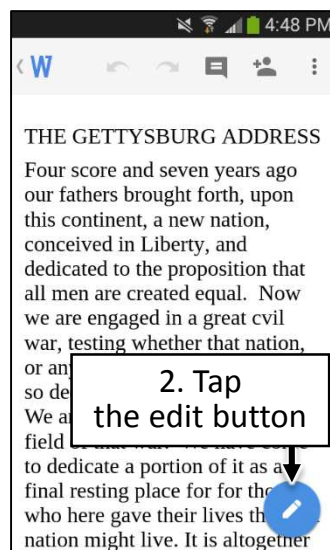 4:48 PM
W
THE GETTYSBURG ADDRESS
Four score and seven years ago
our fathers brought forth, upon
this continent, a new nation,
conceived in Liberty, and
dedicated to the proposition that
all men are created equal.  Now
we are engaged in a great cvil
war, testing whether that nation,
or
so
2. Tap
the edit button
We
field
to dedicate a portion of it as a
final resting place for for
who here gave their lives
nation might live. It is altogether